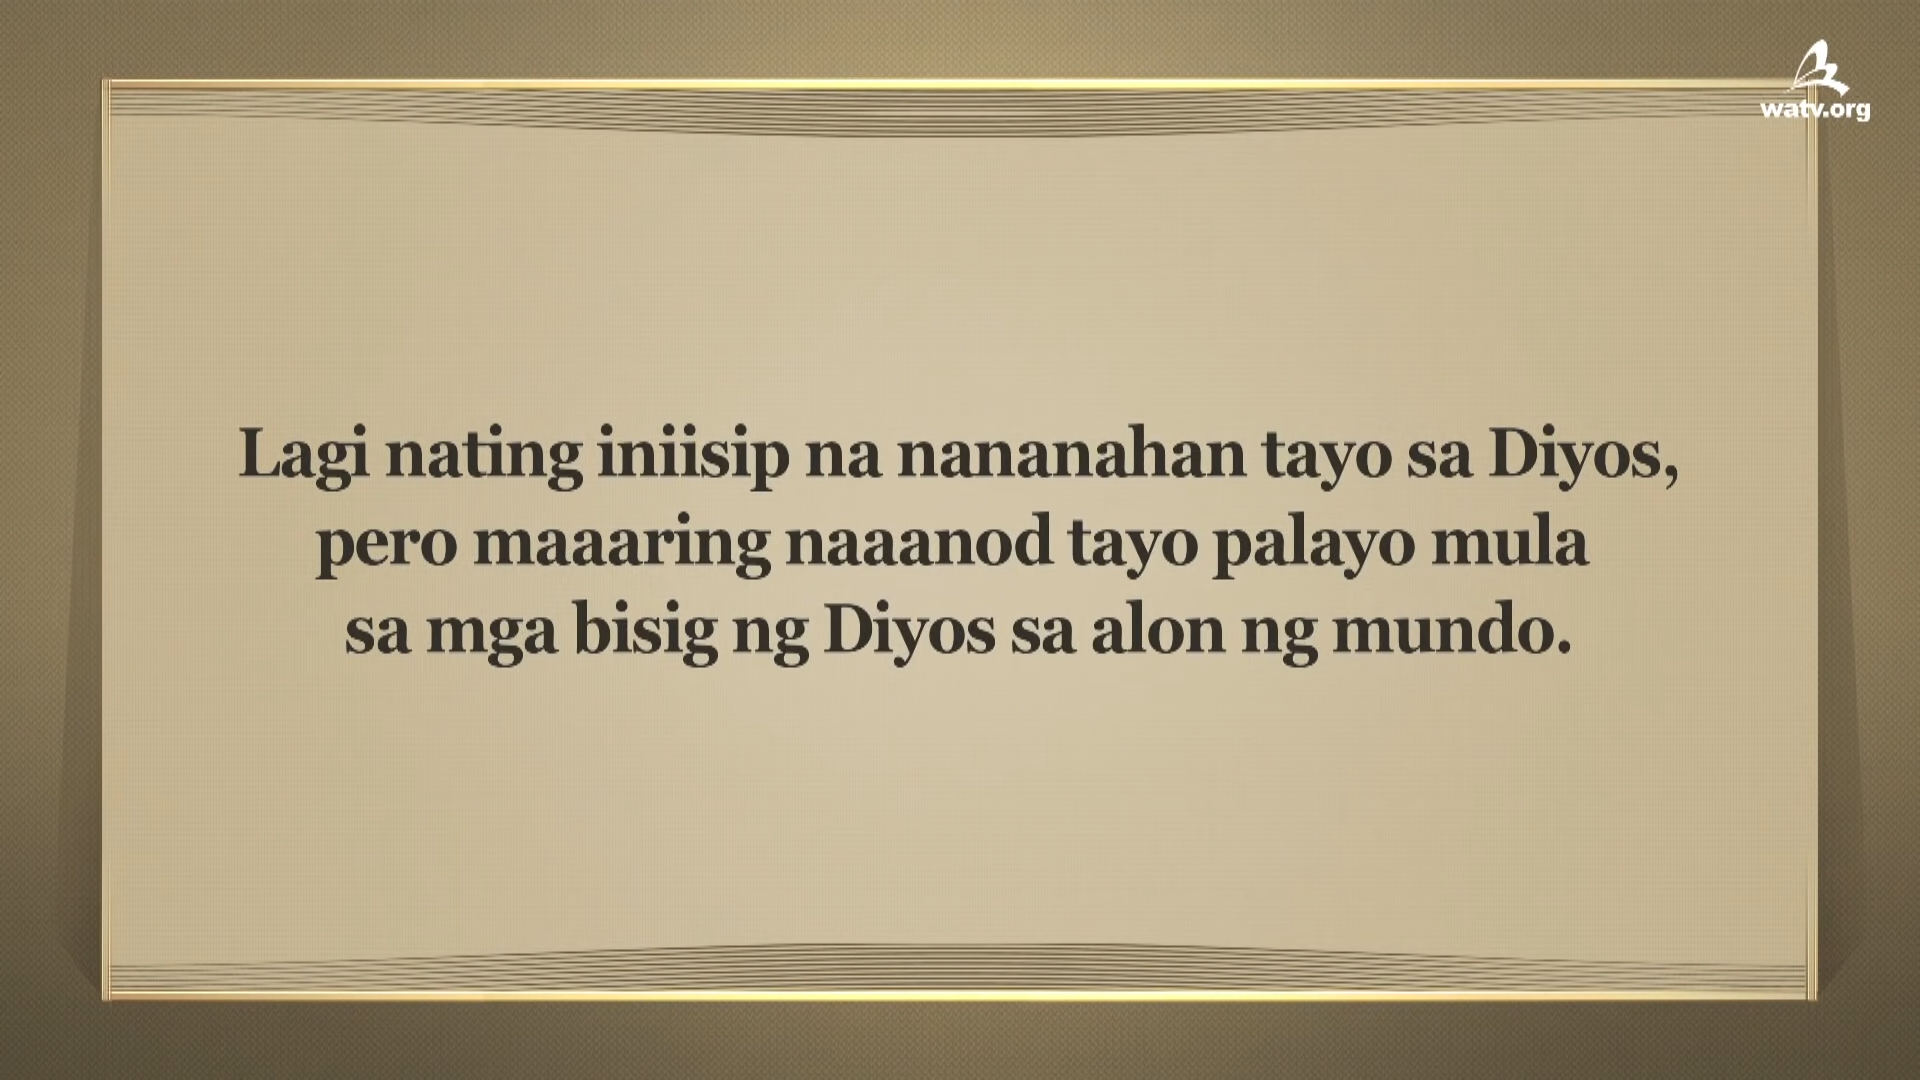 watv.org
Lagi nating iniisip na nananahan tayo sa Diyos,
pero maaaring naaanod tayo palayo mula
sa mga bisig ng Diyos sa alon ng mundo.